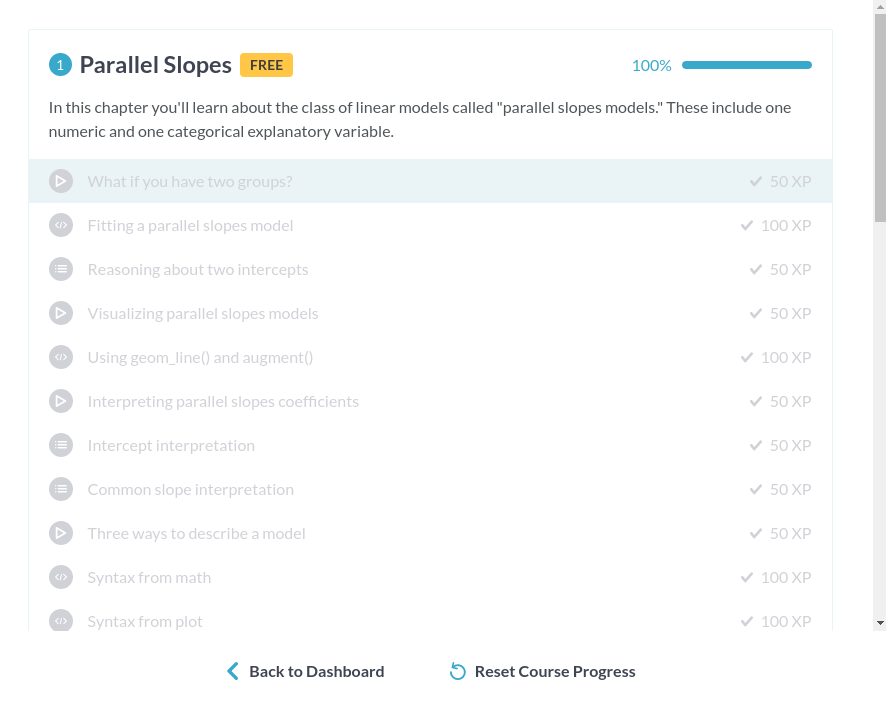 1 Parallel Slopes FREE 100%
In this chapter you'll learn about the class of linear models called "parallel slopes models." These include one
numeric and one categorical explanatory variable.
What if you have two groups? 50 XP
Fitting a parallel slopes model 100 XP
Reasoning about two intercepts 50 XP
Visualizing parallel slopes models 50 XP
Using geom_line() and augment() 100 XP
Interpreting parallel slopes coefficients 50 XP
Intercept interpretation 50 XP
Common slope interpretation 50 XP
Three ways to describe a model 50 XP
Syntax from math 100 XP
Syntax from plot 100 XP
Back to Dashboard Reset Course Progress